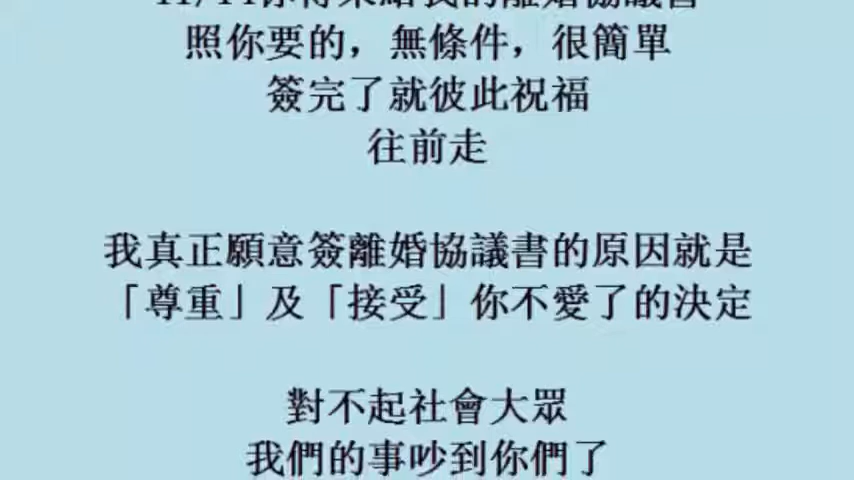 照你要的，無條件，很簡單
簽完了就彼此祝福
往前走
我真正願意簽離婚協議書的原因就是
「尊重」及「接受」你不愛了的決定
對不起社會大眾
我們的事吵到你們了